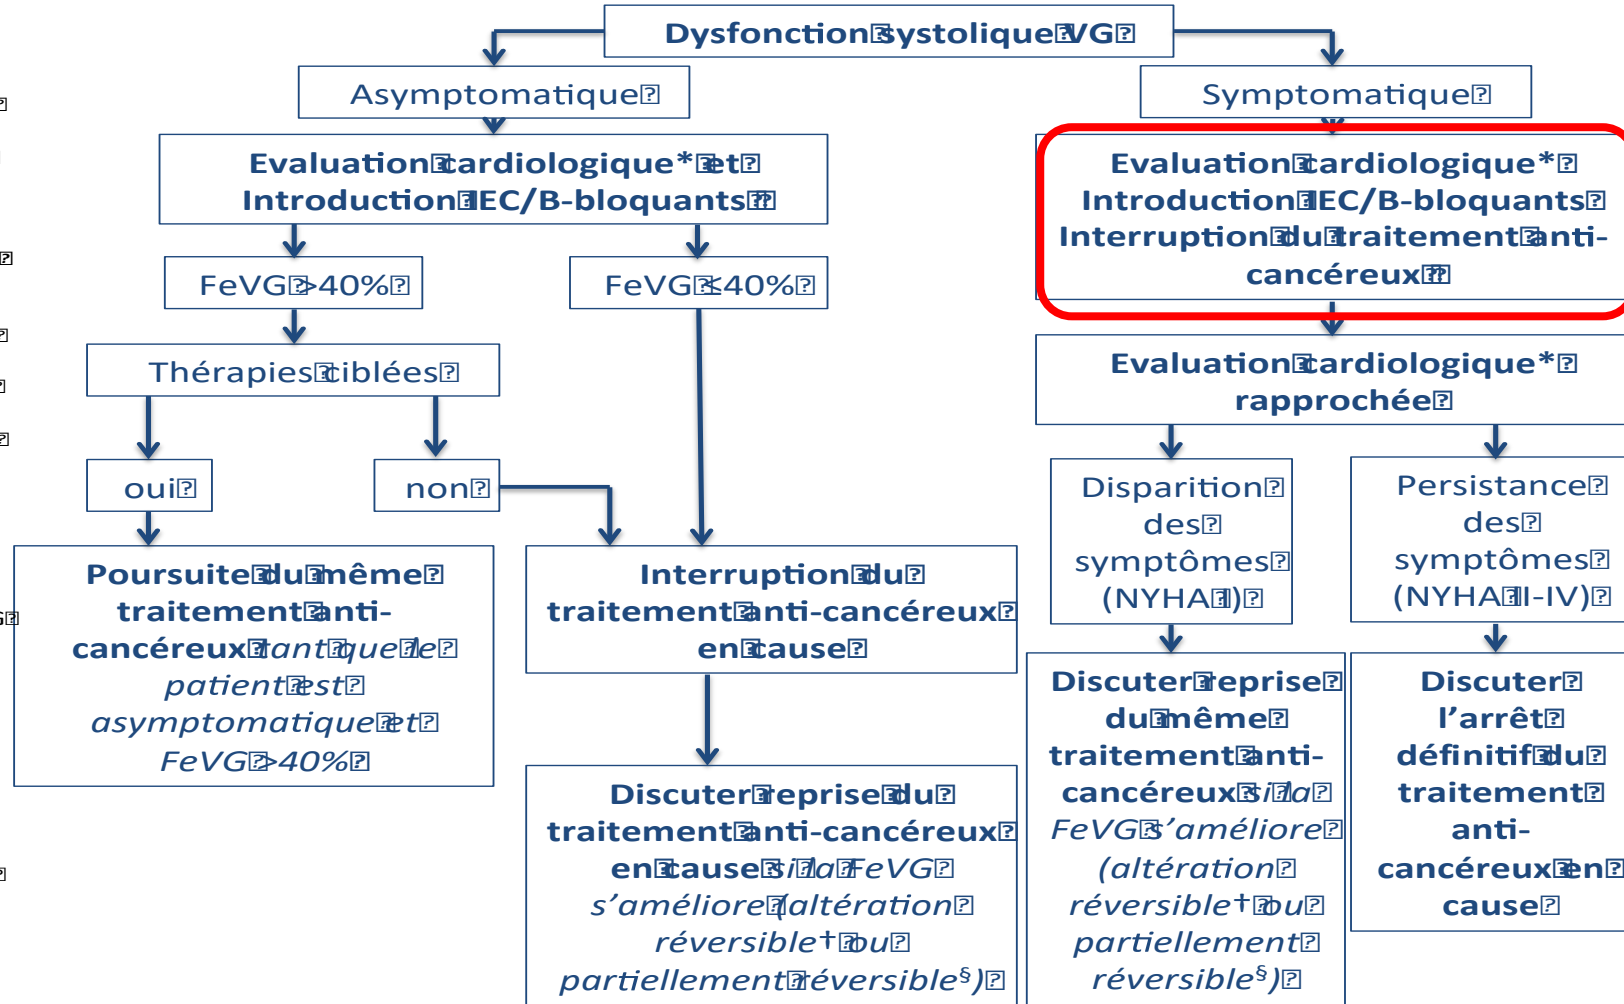 Dysfonction systolique VG
Asymptomatique
Symptomatique
Evaluation cardiologique* et
Introduction IEC/B-bloquants
Evaluation cardiologique*
Introduction IEC/B-bloquants
Interruption du traitement anti-
cancéreux
FeVG >40%
FeVG ≤40%
Thérapies ciblées
Evaluation cardiologique*
rapprochée
oui
non
Disparition
des
symptômes
(NYHA I)
Persistance
des
symptômes
(NYHA II-IV)
Poursuite du même
traitement anti-
cancéreux tant que le
patient est
asymptomatique et
FeVG >40%
Interruption du
traitement anti-cancéreux
en cause
Discuter reprise du
traitement anti-cancéreux
en cause si la FeVG
s'améliore (altération
réversible† ou
partiellement réversible§)
Discuter reprise
du même
traitement anti-
cancéreux si la
FeVG s'améliore
(altération
réversible† ou
partiellement
réversible§)
Discuter
l'arrêt
définitif du
traitement
anti-
cancéreux en
cause